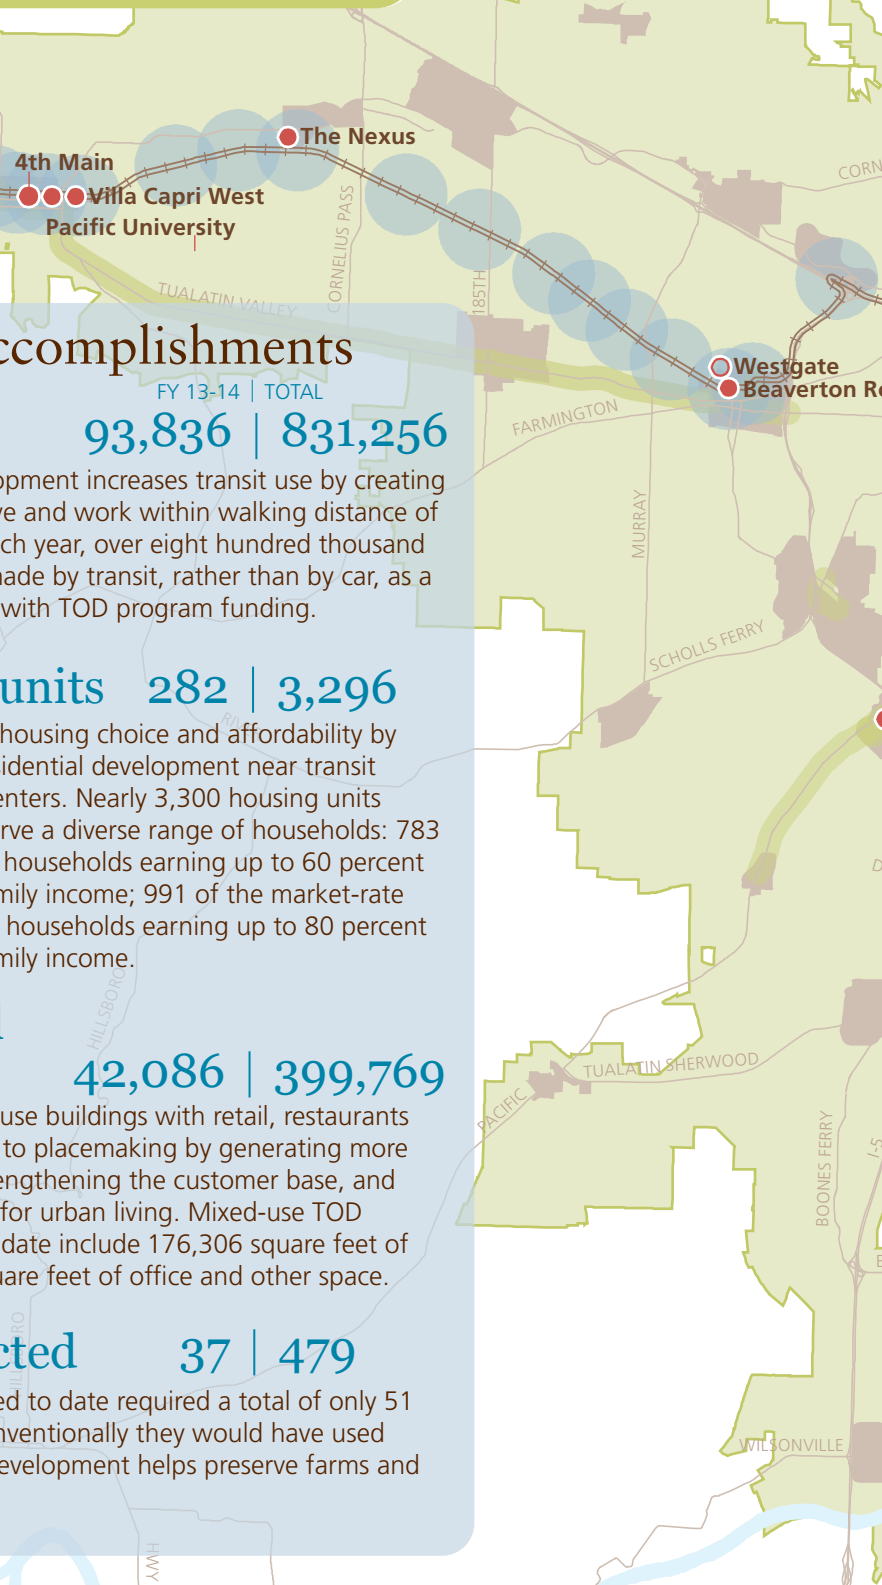 The Nexus
4th Main
Villa Capri West
Pacific University
CORNELIUS PASS
TUALATIN VALLEY
185TH
CORN
Westgate
Beaverton R
FARMINGTON
MURRAY
SCHOLLS FERRY
ccomplishments
FY 13-14 | TOTAL
93,836 | 831,256
opment increases transit use by creating
ve and work within walking distance of
ch year, over eight hundred thousand
nade by transit, rather than by car, as a
with TOD program funding.
units 282 | 3,296
RIV
housing choice and affordability by
sidential development near transit
enters. Nearly 3,300 housing units
rve a diverse range of households: 783
households earning up to 60 percent
mily income; 991 of the market-rate
households earning up to 80 percent
mily income.
HILLSBORO
42,086 | 399,769
use buildings with retail, restaurants
to placemaking by generating more
engthening the customer base, and
for urban living. Mixed-use TOD
date include 176,306 square feet of
uare feet of office and other space.
HILLSBORO
cted 37 | 479
ed to date required a total of only 51
nventionally they would have used
evelopment helps preserve farms and
HWY
PACIFIC
TUALATIN SHERWOOD
BOONES FERRY
I-5
WILSONVILLE